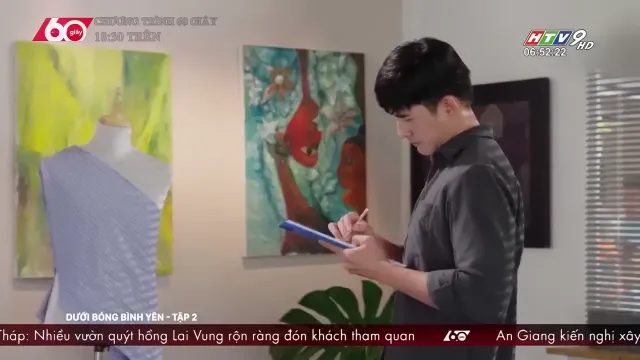 60 giây
CHƯƠNG TRÌNH 60 GIÂY
18:30 TRÊN
HTV9 HD
06:52:22
DƯỚI BÓNG BÌNH YÊN - TẬP 2
Tháp: Nhiều vườn quýt hồng Lai Vung rộn ràng đón khách tham quan 60 An Giang kiến nghị xây